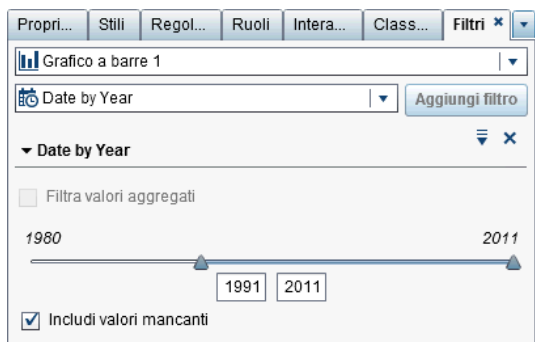 Propri... Stili Regol... Ruoli Intera... Class... Filtri
Grafico a barre 1
Date by Year Aggiungi filtro
Date by Year
Filtra valori aggregati
1980 2011
1991 2011
Includi valori mancanti